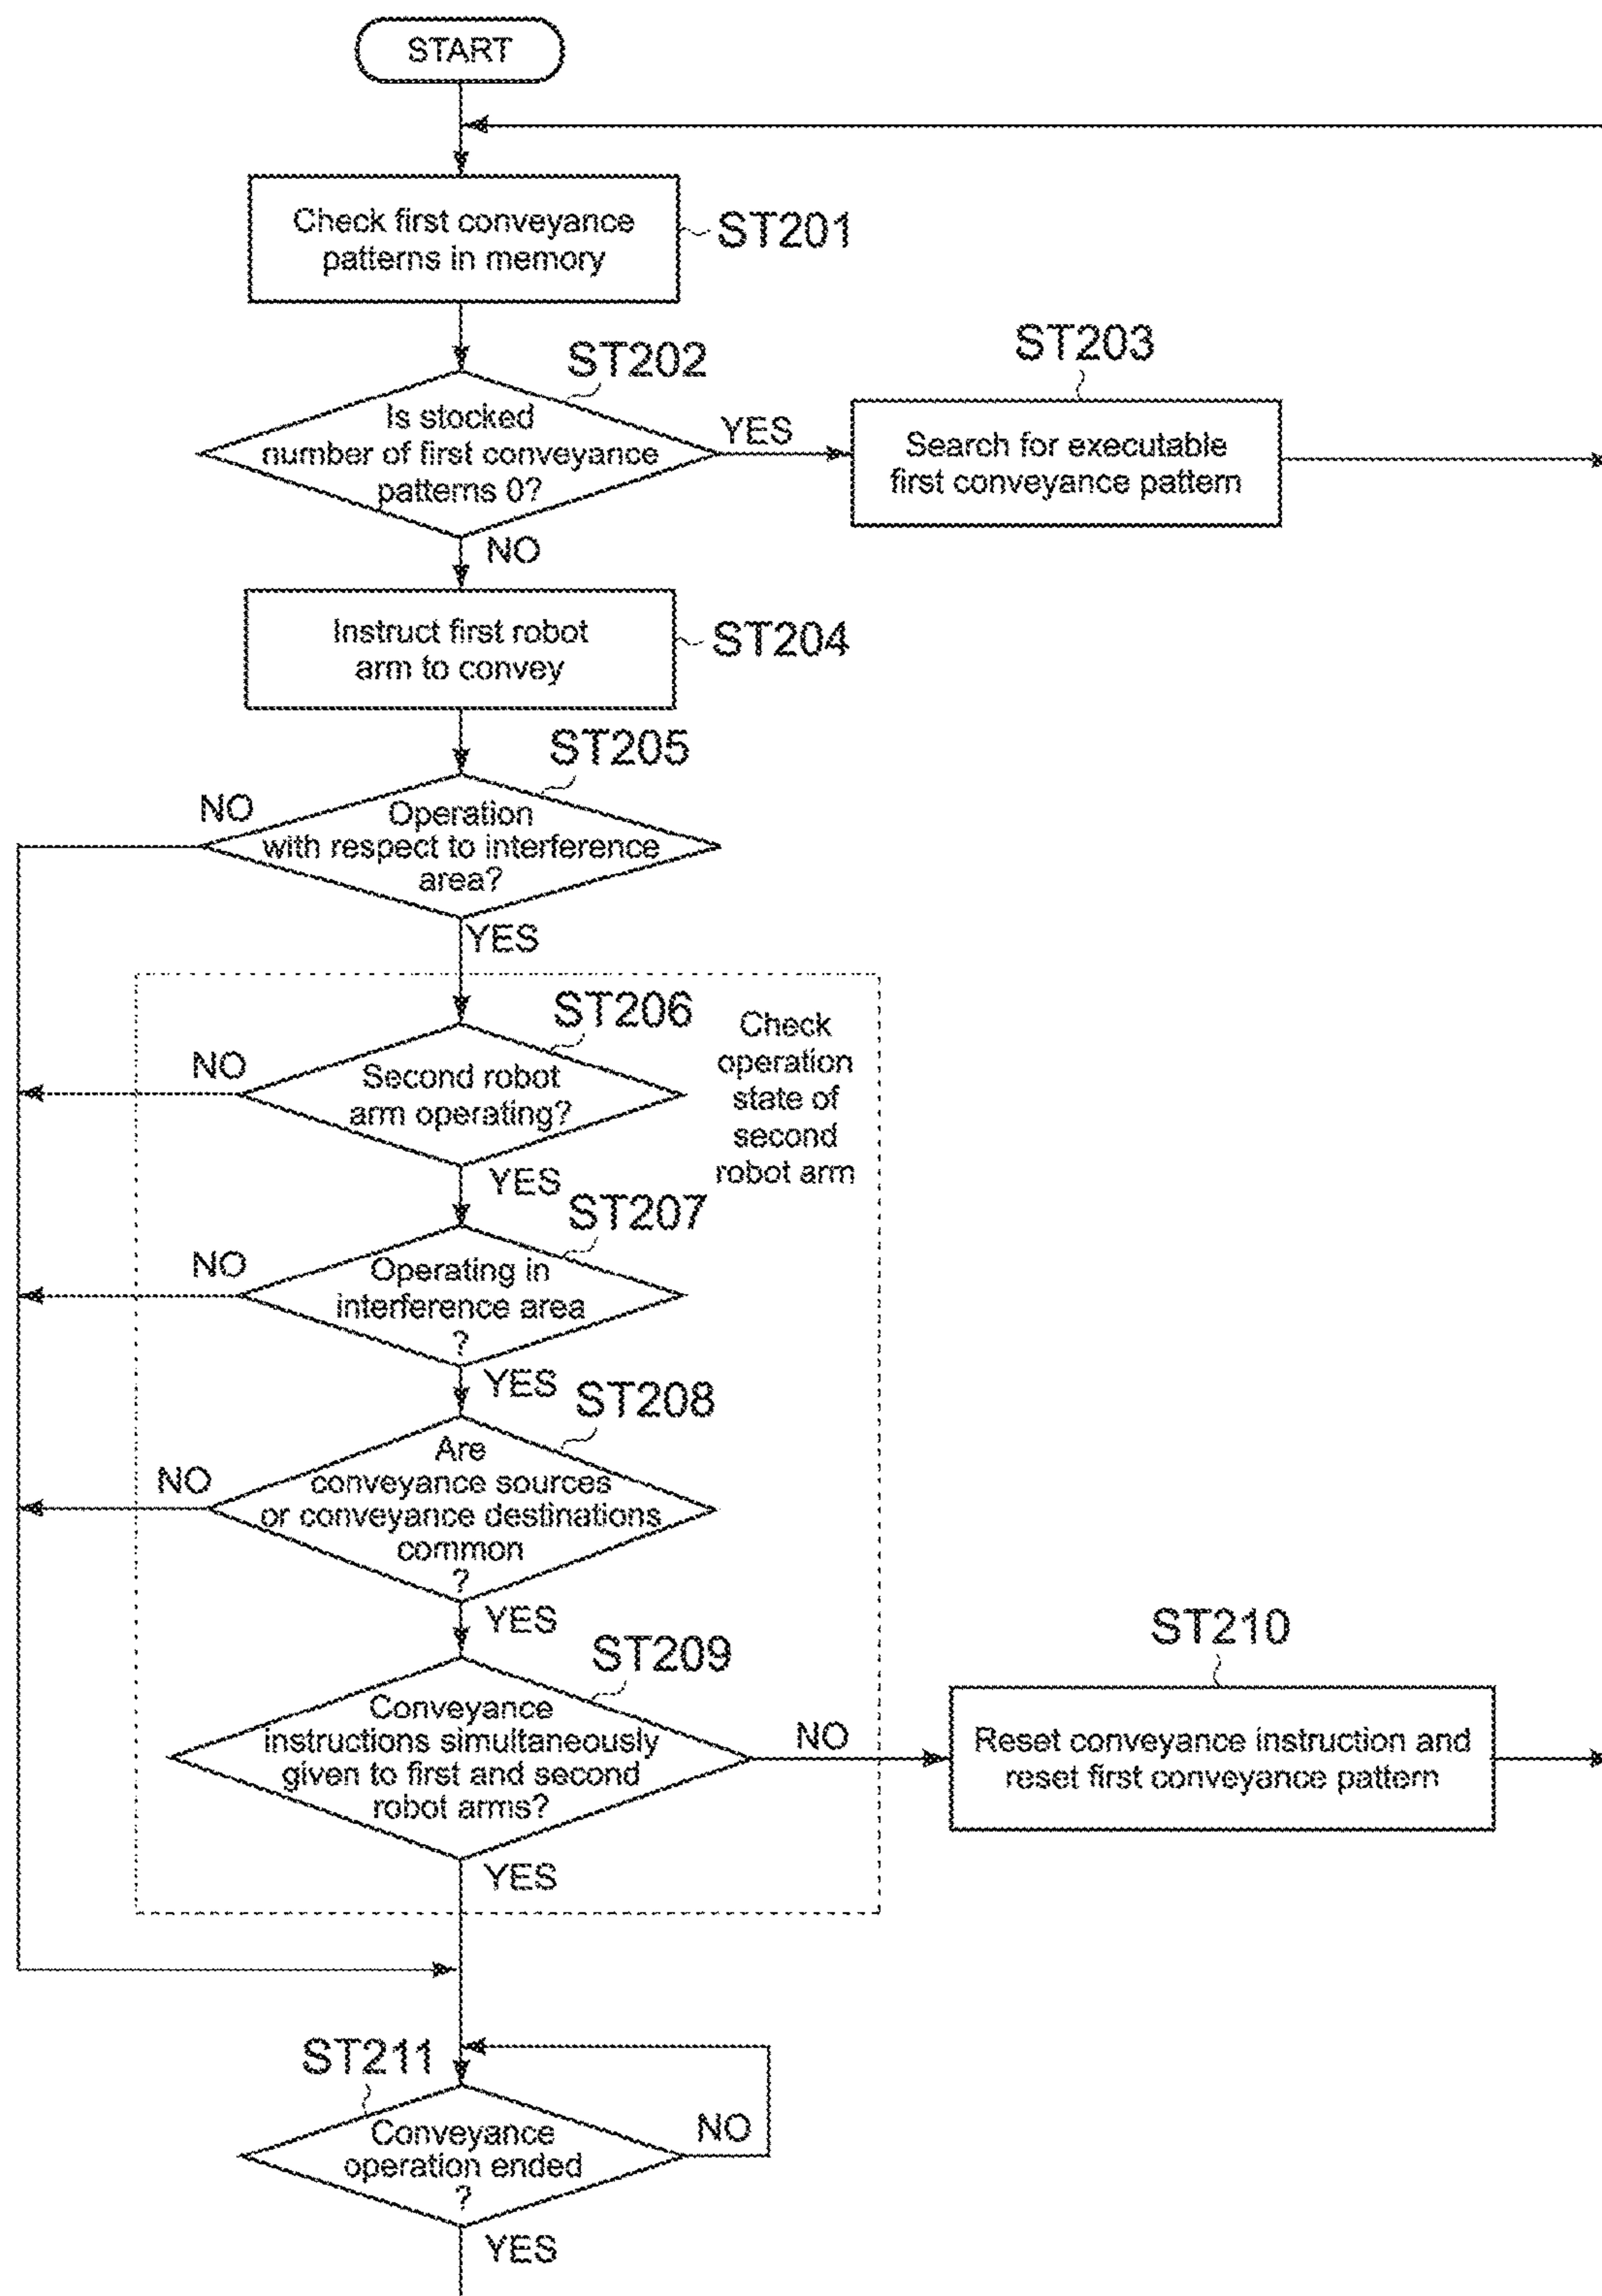 START
Check first conveyance
patterns in memory
ST201
ST202
Is stocked
number of first conveyance
patterns 0?
YES
NO
ST203
Search for executable
first conveyance pattern
Instruct first robot
arm to convey
ST204
ST205
Operation
with respect to interference
area?
NO
YES
ST206
Second robot
arm operating?
NO
YES
Check
operation
state of
second
robot arm
ST207
Operating in
interference area
?
NO
YES
ST208
Are
conveyance sources
or conveyance destinations
common
?
NO
YES
ST209
Conveyance
instructions simultaneously
given to first and second
robot arms?
NO
YES
ST210
Reset conveyance instruction and
reset first conveyance pattern
ST211
Conveyance
operation ended
?
NO
YES